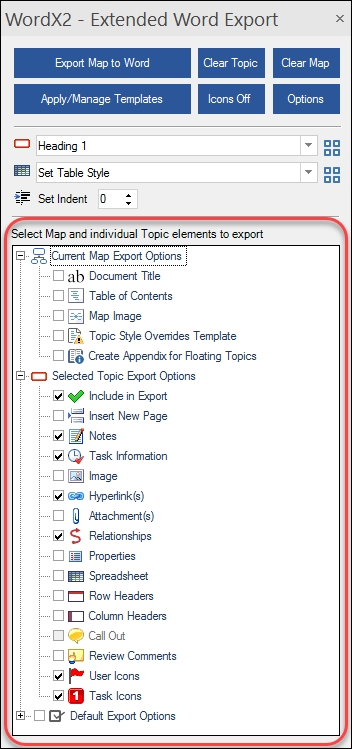 WordX2 - Extended Word Export
Export Map to Word
Clear Topic
Clear Map
Apply/Manage Templates
Icons Off
Options
Heading 1
Set Table Style
Set Indent 0
Select Map and individual Topic elements to export
Current Map Export Options
ab Document Title
Table of Contents
Map Image
Topic Style Overrides Template
Create Appendix for Floating Topics
Selected Topic Export Options
Include in Export
Insert New Page
Notes
Task Information
Image
Hyperlink(s)
Attachment(s)
Relationships
Properties
Spreadsheet
Row Headers
Column Headers
Call Out
Review Comments
User Icons
1 Task Icons
Default Export Options